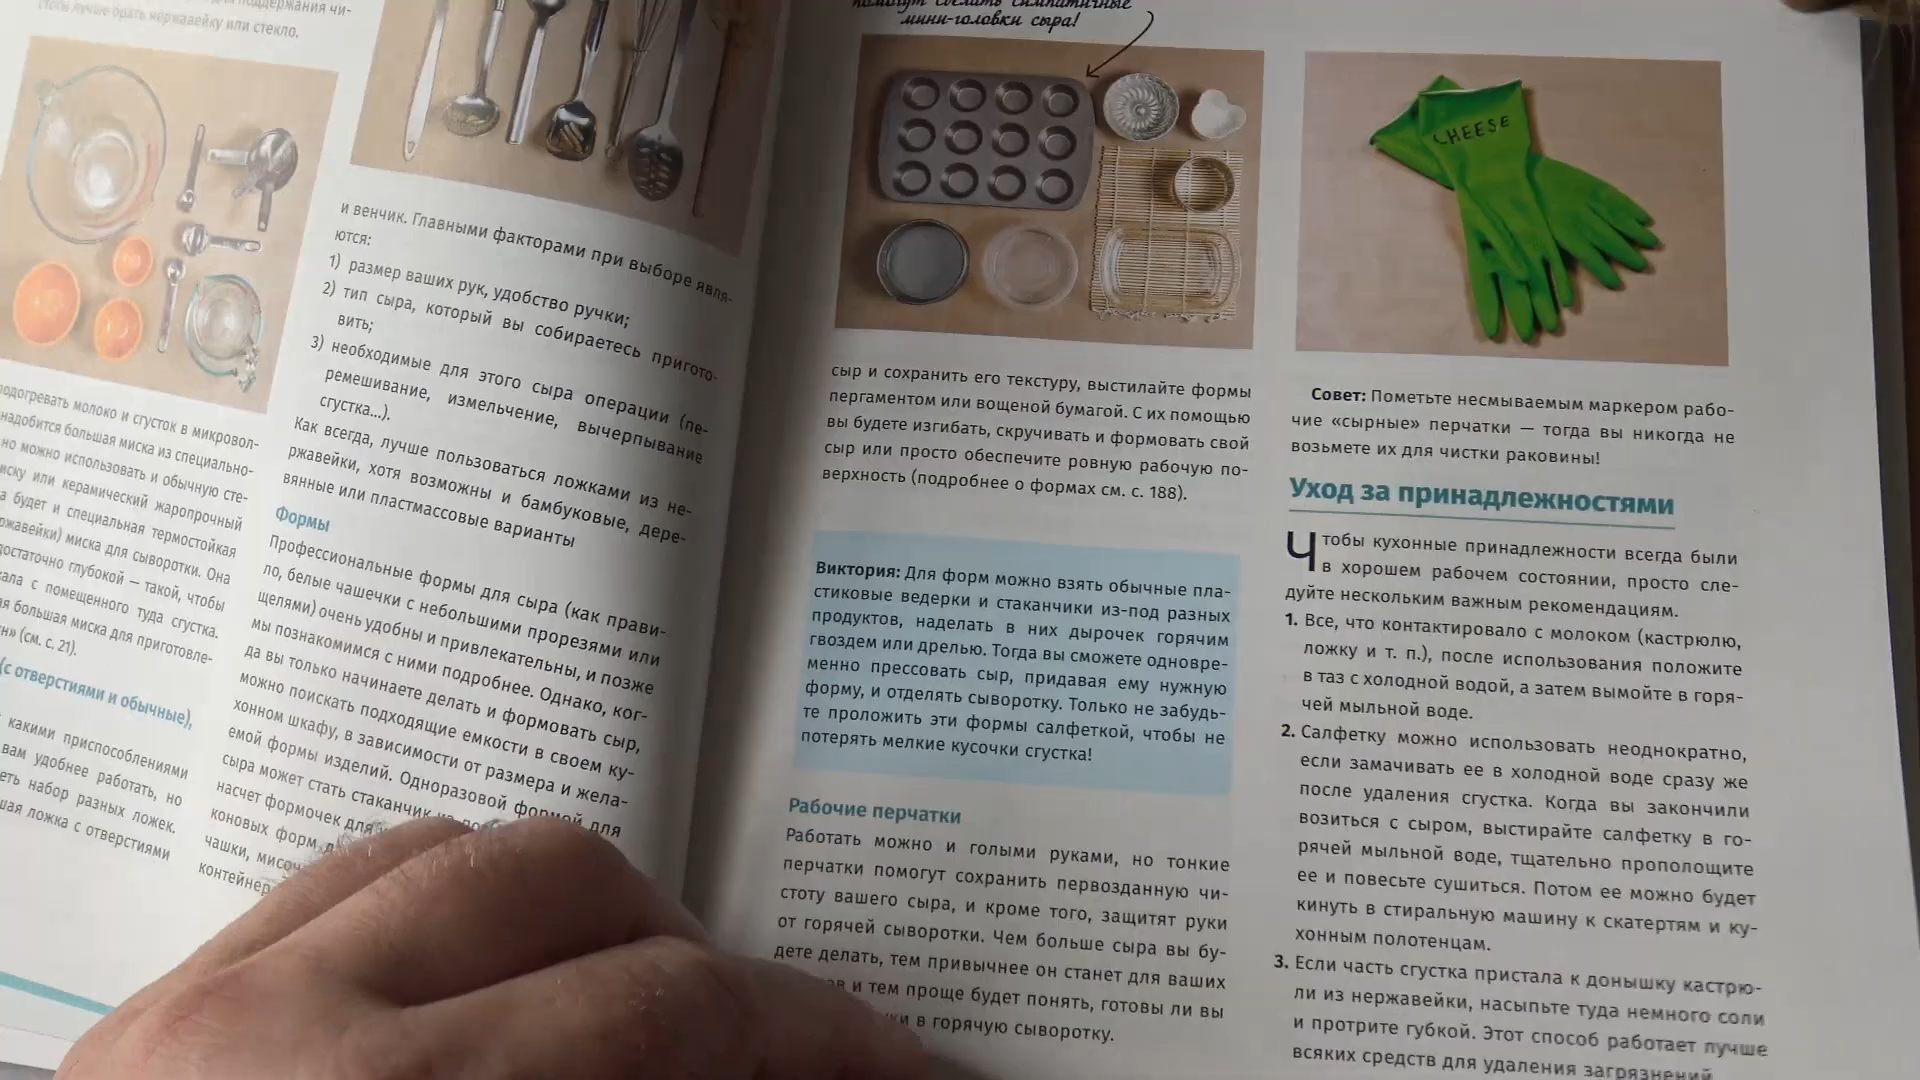 для поддержания чи-
стоты лучше брать нержавейку или стекло.
подогревать молоко и сгусток в микровол-
надобится большая миска из специально-
но можно использовать и обычную сте-
миску или керамический жаропрочный
а будет и специальная термостойкая
миска для сыворотки. Она
достаточно глубокой — такой, чтобы
с помещенного туда сгустка.
большая миска для приготовле-
(см. с. 21).
(с отверстиями и обычные),
какими приспособлениями
вам удобнее работать, но
набор разных ложек.
ложка с отверстиями
и венчик. Главными факторами при выборе явля-
ются:
1) размер ваших рук, удобство ручки;
2) тип сыра, который вы собираетесь пригото-
вить;
3) необходимые для этого сыра операции (пе-
ремешивание, измельчение, вычерпывание
сгустка...).
Как всегда, лучше пользоваться ложками из не-
ржавейки, хотя возможны и бамбуковые, дере-
вянные или пластмассовые варианты
Формы
Профессиональные формы для сыра (как прави-
ло, белые чашечки с небольшими прорезями или
щелями) очень удобны и привлекательны, и позже
мы познакомимся с ними подробнее. Однако, ког-
да вы только начинаете делать и формовать сыр,
можно поискать подходящие емкости в своем ку-
хонном шкафу, в зависимости от размера и жела-
емой формы изделий. Одноразовой формой для
сыра может стать стаканчик
насчет формочек для
коновых форм
чашки,
контейнер
помогут сделать симпатичные
мини-головки сыра!
CHEESE
сыр и сохранить его текстуру, выстилайте формы
пергаментом или вощеной бумагой. С их помощью
вы будете изгибать, скручивать и формовать свой
сыр или просто обеспечите ровную рабочую по-
верхность (подробнее о формах см. с. 188).
Виктория: Для форм можно взять обычные пла-
стиковые ведерки и стаканчики из-под разных
продуктов, наделать в них дырочек горячим
гвоздем или дрелью. Тогда вы сможете одновре-
менно прессовать сыр, придавая ему нужную
форму, и отделять сыворотку. Только не забудь-
те проложить эти формы салфеткой, чтобы не
потерять мелкие кусочки сгустка!
Рабочие перчатки
Работать можно и голыми руками, но тонкие
перчатки помогут сохранить первозданную чи-
стоту вашего сыра, и кроме того, защитят руки
от горячей сыворотки. Чем больше сыра вы бу-
дете делать, тем привычнее он станет для ваших
и тем проще будет понять, готовы ли вы
в горячую сыворотку.
Совет: Пометьте несмываемым маркером рабо-
чие «сырные» перчатки — тогда вы никогда не
возьмете их для чистки раковины!
Уход за принадлежностями
Чтобы кухонные принадлежности всегда были
в хорошем рабочем состоянии, просто сле-
дуйте нескольким важным рекомендациям.
1. Все, что контактировало с молоком (кастрюлю,
ложку и т. п.), после использования положите
в таз с холодной водой, а затем вымойте в горя-
чей мыльной воде.
2. Салфетку можно использовать неоднократно,
если замачивать ее в холодной воде сразу же
после удаления сгустка. Когда вы закончили
возиться с сыром, выстирайте салфетку в го-
рячей мыльной воде, тщательно прополощите
ее и повесьте сушиться. Потом ее можно будет
кинуть в стиральную машину к скатертям и ку-
хонным полотенцам.
3. Если часть сгустка пристала к донышку кастрю-
ли из нержавейки, насыпьте туда немного соли
и протрите губкой. Этот способ работает лучше
всяких средств для удаления загрязнений